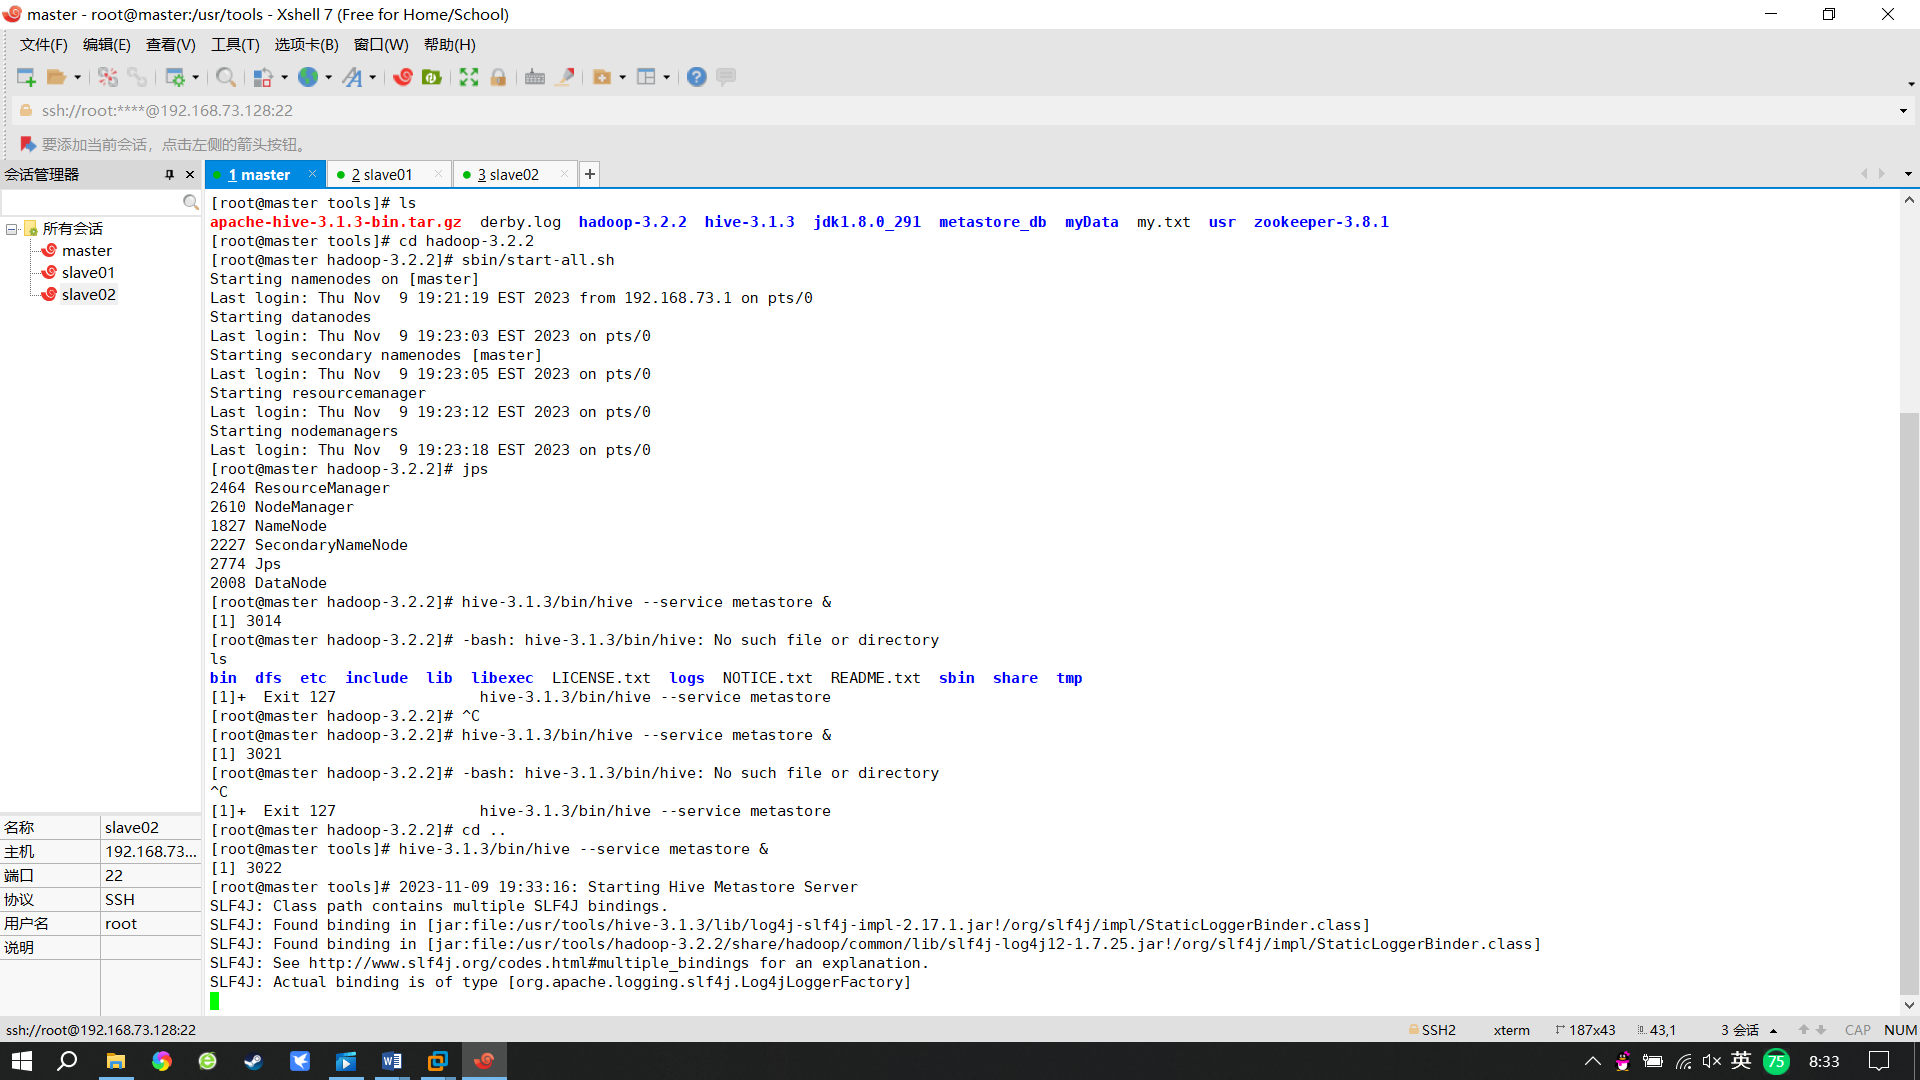 master - root@master:/usr/tools - Xshell 7 (Free for Home/School)
文件(F) 编辑(E) 查看(V) 工具(T) 选项卡(B) 窗口(W) 帮助(H)
ssh://root:****@192.168.73.128:22
要添加当前会话，点击左侧的箭头按钮。
会话管理器
1 master
2 slave01
3 slave02
所有会话
master
slave01
slave02
[root@master tools]# ls
apache-hive-3.1.3-bin.tar.gz derby.log hadoop-3.2.2 hive-3.1.3 jdk1.8.0_291 metastore_db myData my.txt usr zookeeper-3.8.1
[root@master tools]# cd hadoop-3.2.2
[root@master hadoop-3.2.2]# sbin/start-all.sh
Starting namenodes on [master]
Last login: Thu Nov  9 19:21:19 EST 2023 from 192.168.73.1 on pts/0
Starting datanodes
Last login: Thu Nov  9 19:23:03 EST 2023 on pts/0
Starting secondary namenodes [master]
Last login: Thu Nov  9 19:23:05 EST 2023 on pts/0
Starting resourcemanager
Last login: Thu Nov  9 19:23:12 EST 2023 on pts/0
Starting nodemanagers
Last login: Thu Nov  9 19:23:18 EST 2023 on pts/0
[root@master hadoop-3.2.2]# jps
2464 ResourceManager
2610 NodeManager
1827 NameNode
2227 SecondaryNameNode
2774 Jps
2008 DataNode
[root@master hadoop-3.2.2]# hive-3.1.3/bin/hive --service metastore &
[1] 3014
[root@master hadoop-3.2.2]# -bash: hive-3.1.3/bin/hive: No such file or directory
ls
bin dfs etc include lib libexec LICENSE.txt logs NOTICE.txt README.txt sbin share tmp
[1]+  Exit 127                hive-3.1.3/bin/hive --service metastore
[root@master hadoop-3.2.2]# ^C
[root@master hadoop-3.2.2]# hive-3.1.3/bin/hive --service metastore &
[1] 3021
[root@master hadoop-3.2.2]# -bash: hive-3.1.3/bin/hive: No such file or directory
^C
[1]+  Exit 127                hive-3.1.3/bin/hive --service metastore
[root@master hadoop-3.2.2]# cd ..
[root@master tools]# hive-3.1.3/bin/hive --service metastore &
[1] 3022
[root@master tools]# 2023-11-09 19:33:16: Starting Hive Metastore Server
SLF4J: Class path contains multiple SLF4J bindings.
SLF4J: Found binding in [jar:file:/usr/tools/hive-3.1.3/lib/log4j-slf4j-impl-2.17.1.jar!/org/slf4j/impl/StaticLoggerBinder.class]
SLF4J: Found binding in [jar:file:/usr/tools/hadoop-3.2.2/share/hadoop/common/lib/slf4j-log4j12-1.7.25.jar!/org/slf4j/impl/StaticLoggerBinder.class]
SLF4J: See http://www.slf4j.org/codes.html#multiple_bindings for an explanation.
SLF4J: Actual binding is of type [org.apache.logging.slf4j.Log4jLoggerFactory]
名称 slave02
主机 192.168.73...
端口 22
协议 SSH
用户名 root
说明
ssh://root@192.168.73.128:22 SSH2 xterm 187x43 43,1 3 会话 CAP NUM
英 75 8:33